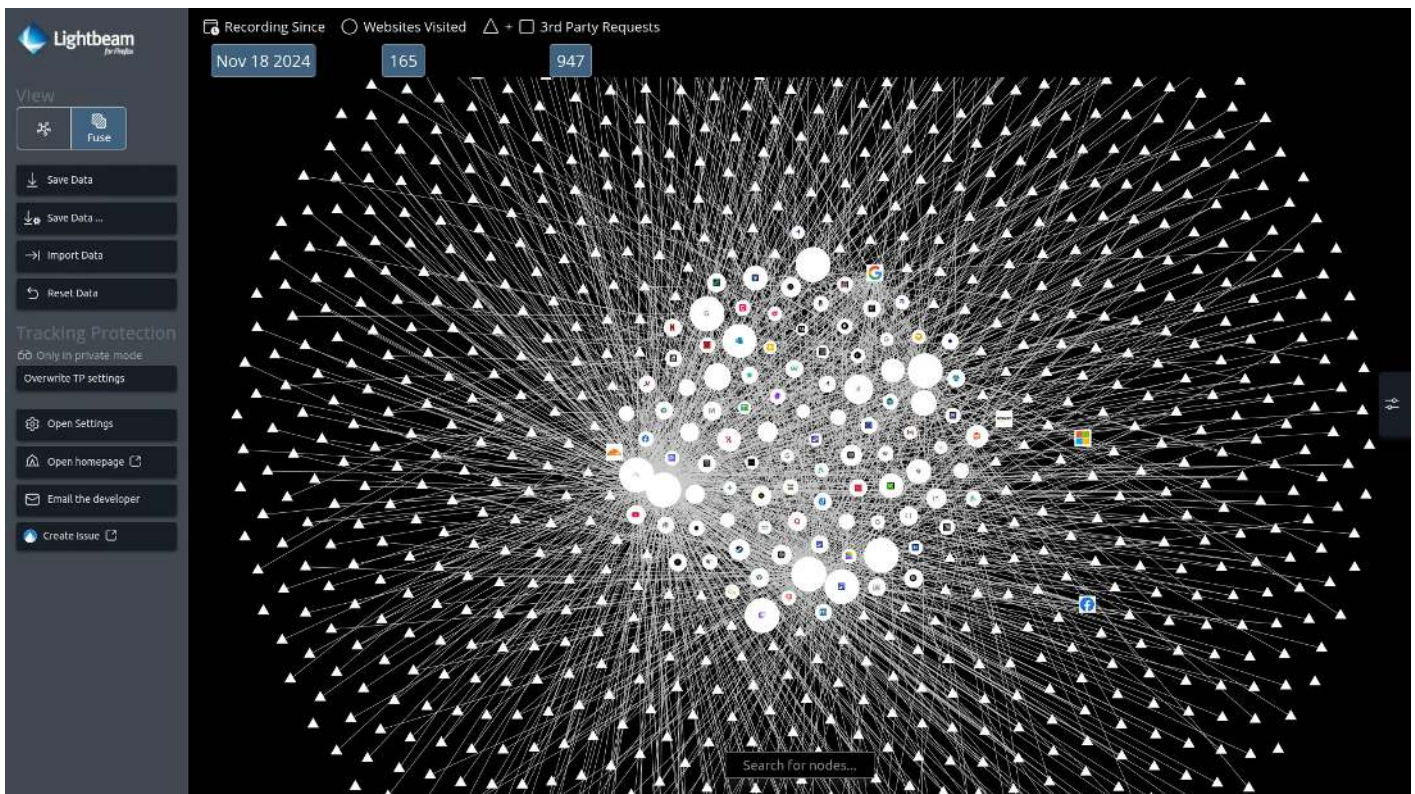 Lightbeam
for Firefox
Recording Since
Websites Visited
+
3rd Party Requests
Nov 18 2024
165
947
View
Fuse
Save Data
Save Data ...
Import Data
Reset Data
Tracking Protection
Only in private mode
Overwrite TP settings
Open Settings
Open homepage
Email the developer
Create Issue
Search for nodes...